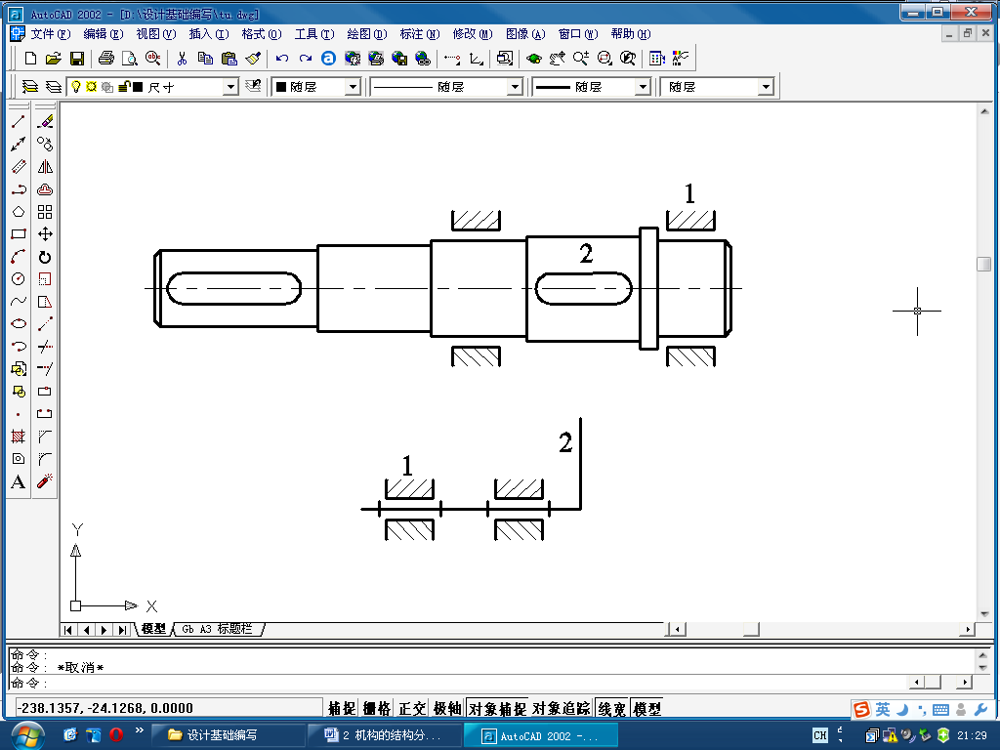 AutoCAD 2002 - [D:\设计基础编写\tu dwg]
文件(F) 编辑(E) 视图(V) 插入(I) 格式(O) 工具(T) 绘图(D) 标注(N) 修改(M) 图像(A) 窗口(W) 帮助(H)
尺寸 随层 随层 随层 随层
1
2
2
1
Y
X
A
模型 Gb A3 标题栏
命令:
命令: *取消*
命令:
-238.1357, -24.1268, 0.0000 捕捉 栅格 正交 极轴 对象捕捉 对象追踪 线宽 模型
S 英
设计基础编写 2 机构的结构分... AutoCAD 2002 -... CH 21:29